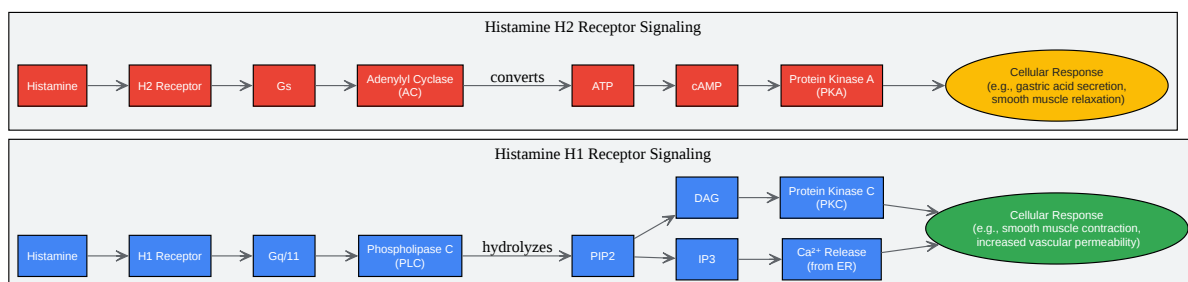 Histamine H2 Receptor Signaling
Histamine
H2 Receptor
Gs
Adenylyl Cyclase
(AC)
converts
ATP
cAMP
Protein Kinase A
(PKA)
Cellular Response
(e.g., gastric acid secretion,
smooth muscle relaxation)
Histamine H1 Receptor Signaling
Histamine
H1 Receptor
Gq/11
Phospholipase C
(PLC)
hydrolyzes
PIP2
DAG
Protein Kinase C
(PKC)
IP3
Ca²⁺ Release
(from ER)
Cellular Response
(e.g., smooth muscle contraction,
increased vascular permeability)